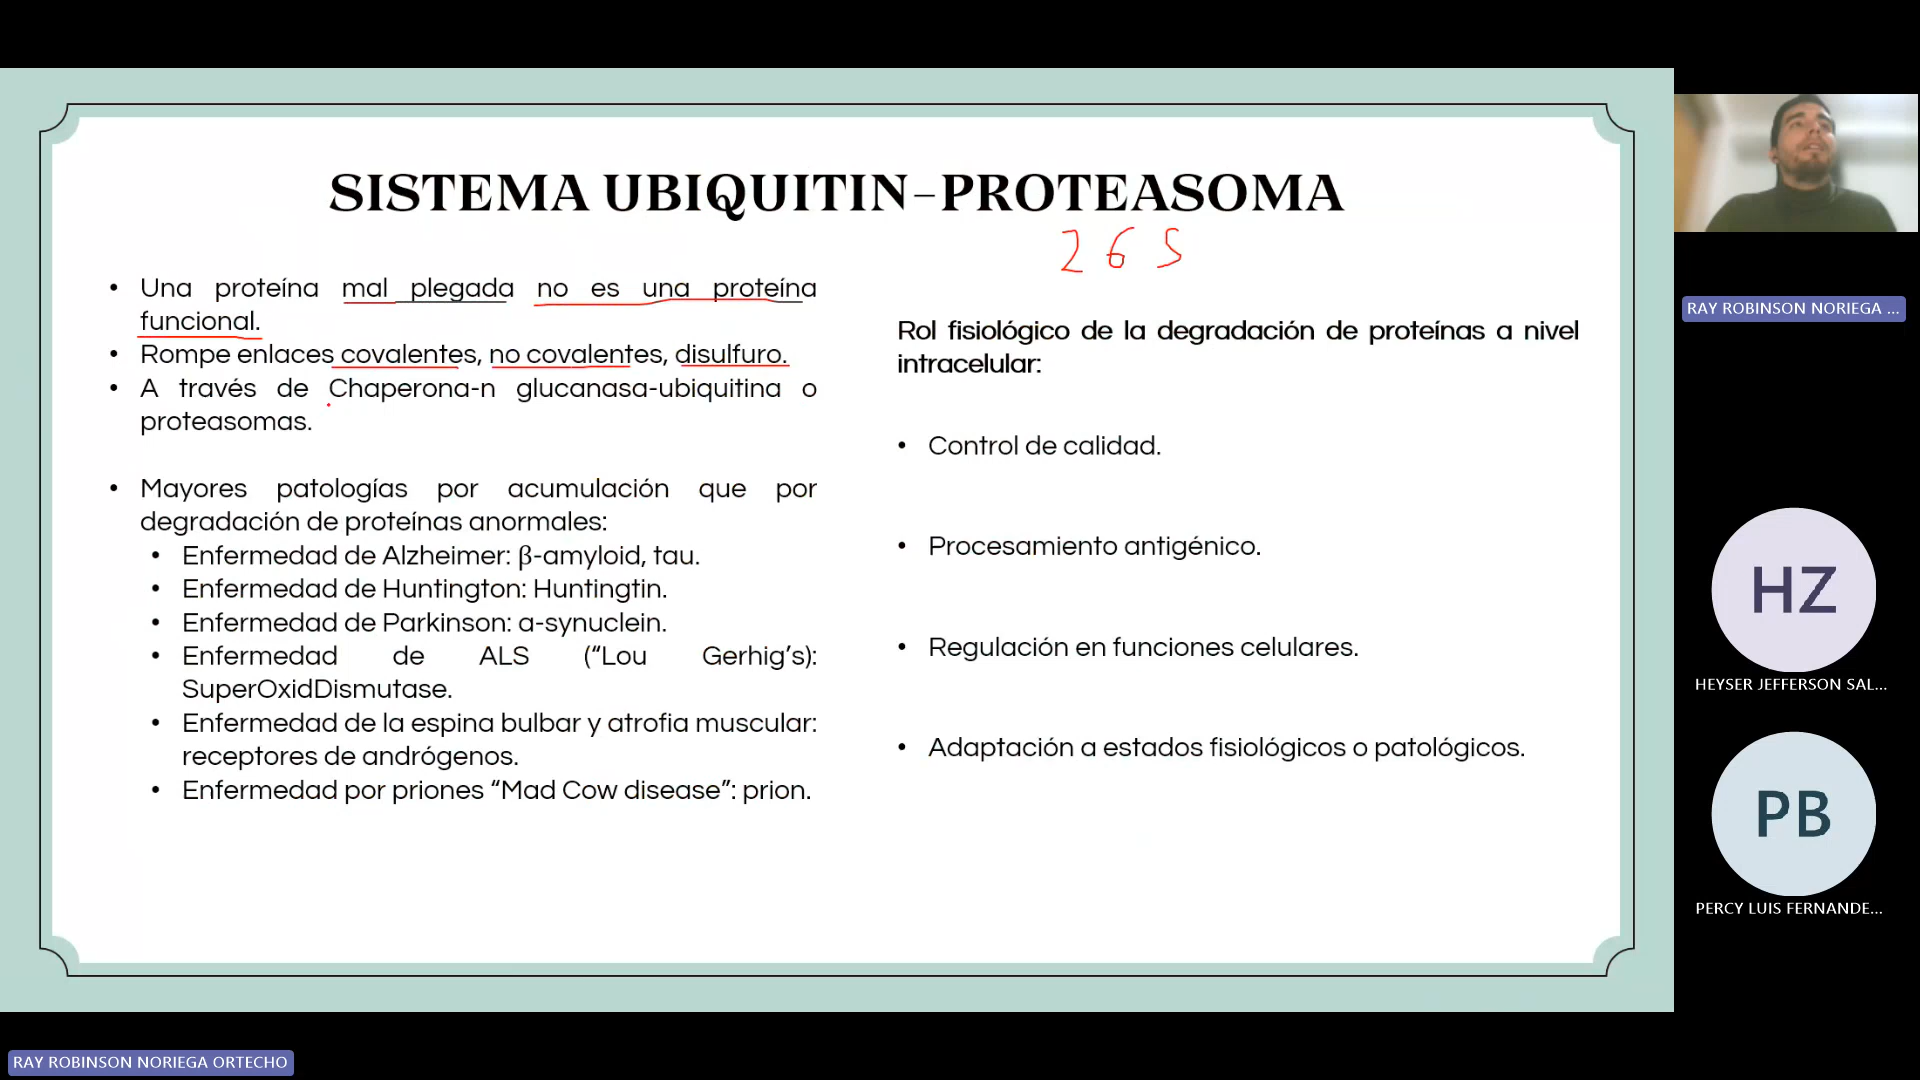 SISTEMA UBIQUITIN–PROTEASOMA
26S
• Una proteína mal plegada no es una proteína
funcional.
• Rompe enlaces covalentes, no covalentes, disulfuro.
• A través de Chaperona-n glucanasa-ubiquitina o
proteasomas.
• Mayores patologías por acumulación que por
degradación de proteínas anormales:
• Enfermedad de Alzheimer: β-amyloid, tau.
• Enfermedad de Huntington: Huntingtin.
• Enfermedad de Parkinson: α-synuclein.
• Enfermedad de ALS (“Lou Gerhig’s):
SuperOxidDismutase.
• Enfermedad de la espina bulbar y atrofia muscular:
receptores de andrógenos.
• Enfermedad por priones “Mad Cow disease”: prion.
Rol fisiológico de la degradación de proteínas a nivel
intracelular:
• Control de calidad.
• Procesamiento antigénico.
• Regulación en funciones celulares.
• Adaptación a estados fisiológicos o patológicos.
RAY ROBINSON NORIEGA ...
HZ
HEYSER JEFFERSON SAL...
PB
PERCY LUIS FERNANDE...
RAY ROBINSON NORIEGA ORTECHO